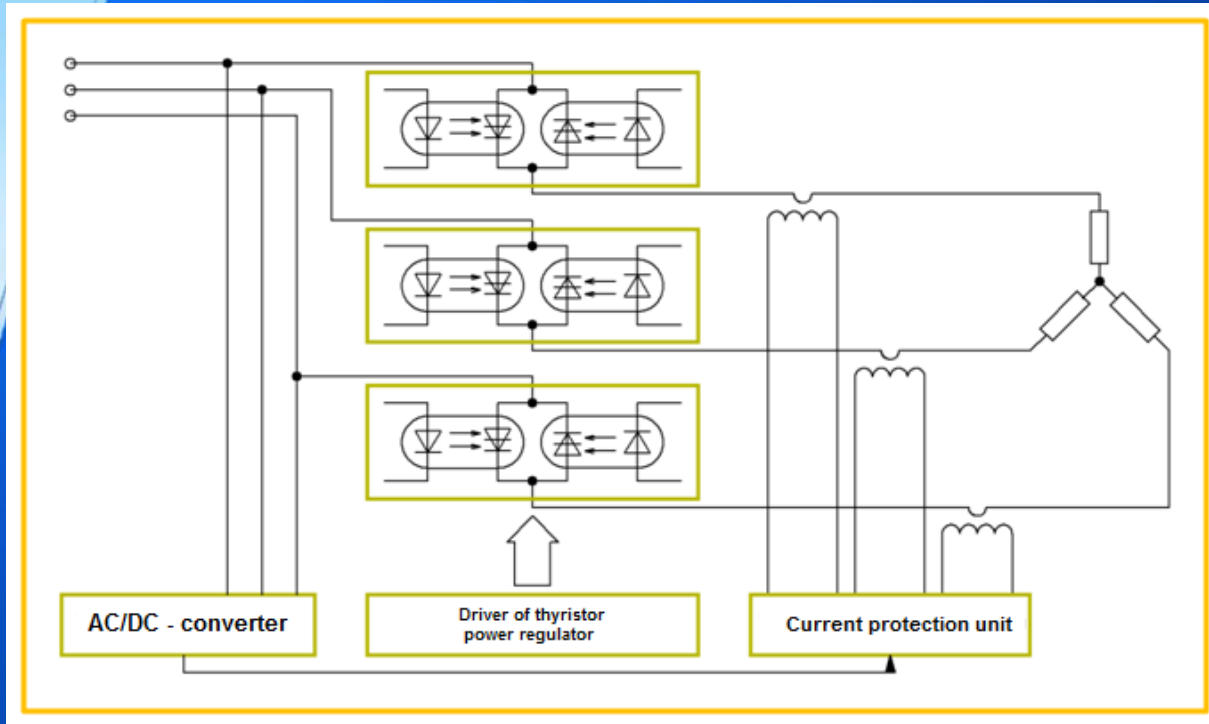 AC/DC - converter
Driver of thyristor
power regulator
Current protection unit